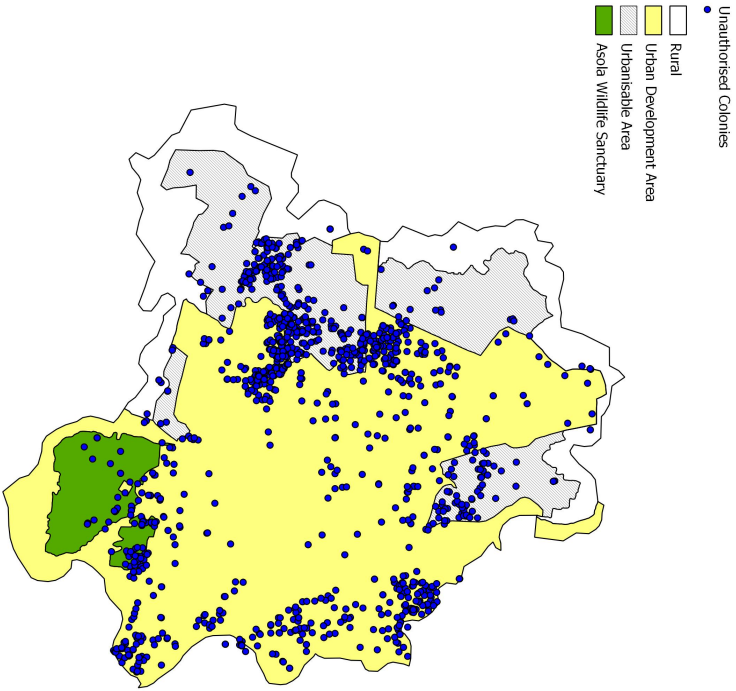 Unauthorised Colonies
Rural
Urban Development Area
Urbanisable Area
Asola Wildlife Sanctuary